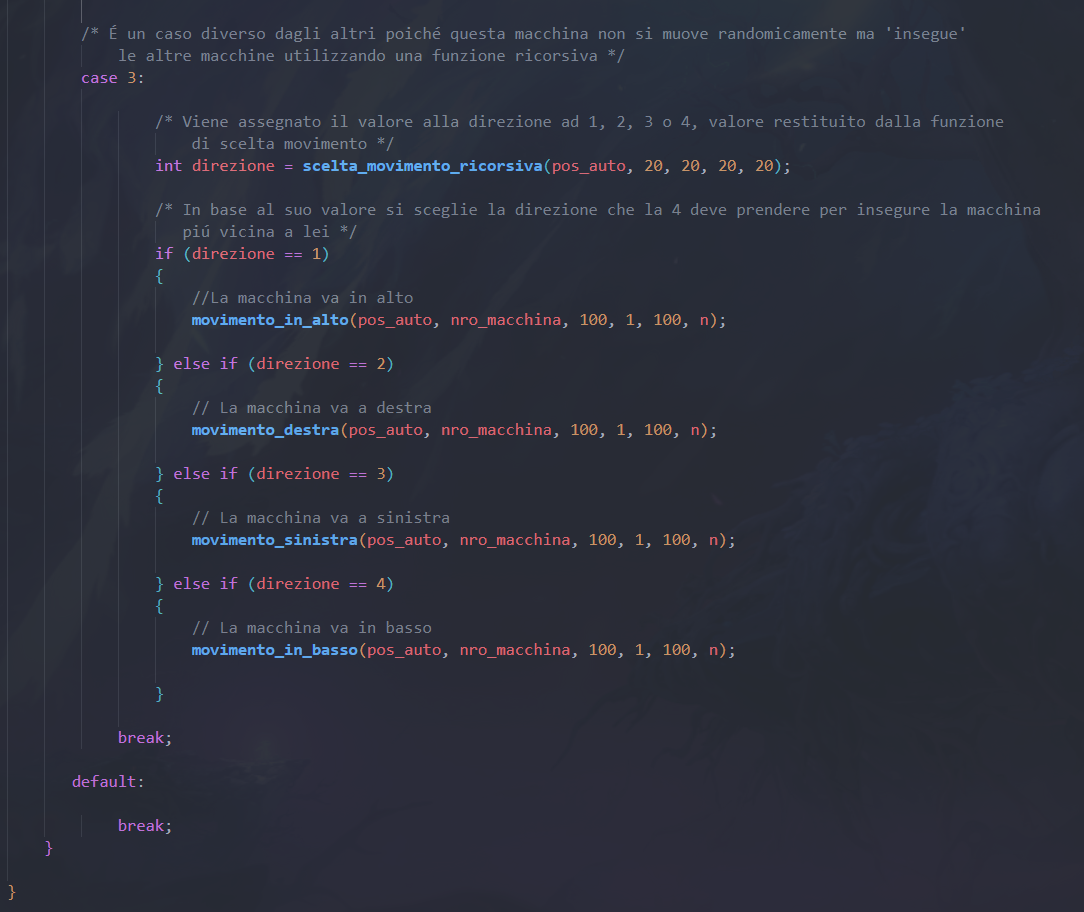 /* É un caso diverso dagli altri poiché questa macchina non si muove randomicamente ma 'insegue'
le altre macchine utilizzando una funzione ricorsiva */
case 3:
/* Viene assegnato il valore alla direzione ad 1, 2, 3 o 4, valore restituito dalla funzione
di scelta movimento */
int direzione = scelta_movimento_ricorsiva(pos_auto, 20, 20, 20, 20);
/* In base al suo valore si sceglie la direzione che la 4 deve prendere per insegure la macchina
piú vicina a lei */
if (direzione == 1)
{
//La macchina va in alto
movimento_in_alto(pos_auto, nro_macchina, 100, 1, 100, n);
} else if (direzione == 2)
{
// La macchina va a destra
movimento_destra(pos_auto, nro_macchina, 100, 1, 100, n);
} else if (direzione == 3)
{
// La macchina va a sinistra
movimento_sinistra(pos_auto, nro_macchina, 100, 1, 100, n);
} else if (direzione == 4)
{
// La macchina va in basso
movimento_in_basso(pos_auto, nro_macchina, 100, 1, 100, n);
}
break;
default:
break;
}
}